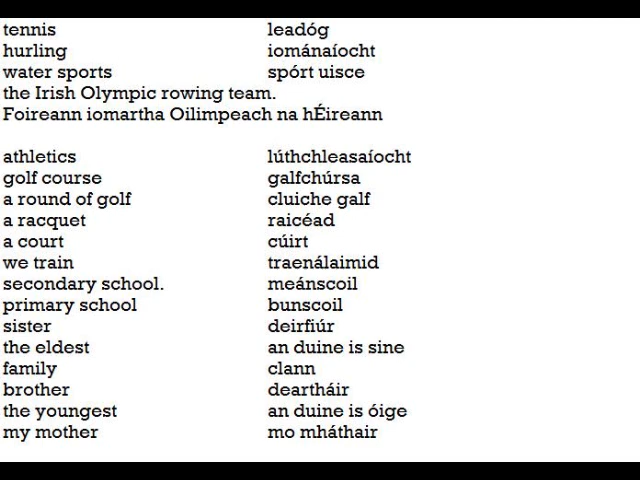 tennis leadóg
hurling iománaíocht
water sports spórt uisce
the Irish Olympic rowing team.
Foireann iomartha Oilimpeach na hÉireann
athletics lúthchleasaíocht
golf course galfchúrsa
a round of golf cluiche galf
a racquet raicéad
a court cúirt
we train traenálaimid
secondary school. meánscoil
primary school bunscoil
sister deirfiúr
the eldest an duine is sine
family clann
brother deartháir
the youngest an duine is óige
my mother mo mháthair